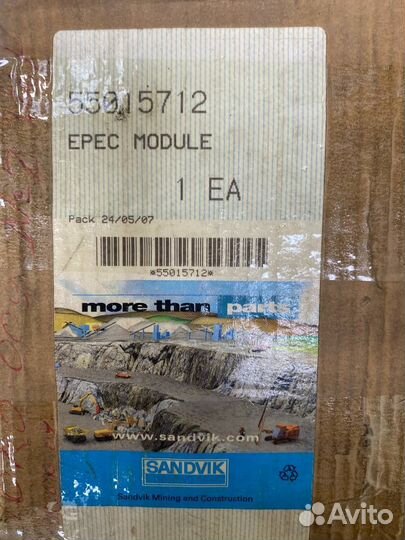 55015712
EPEC MODULE
1 EA
Pack 24/05/07
*55015712*
more than parts
www.sandvik.com
SANDVIK
Sandvik Mining and Construction
Avito